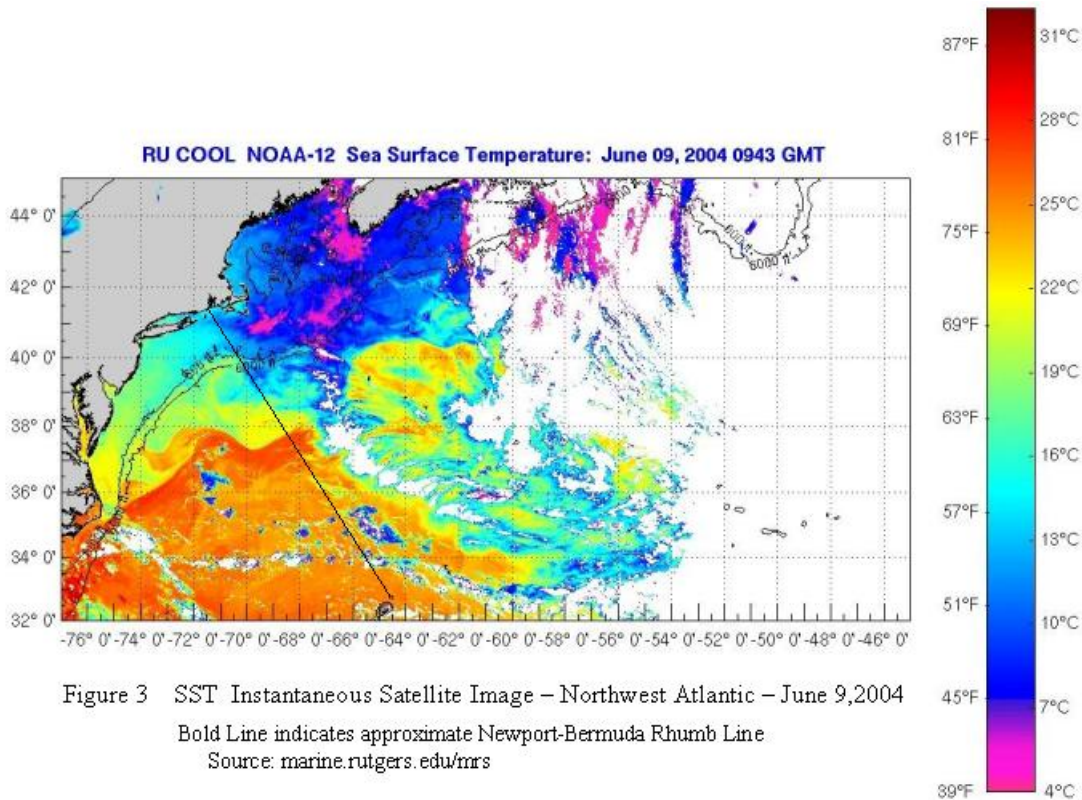 87°F 31°C
81°F 28°C
RU COOL NOAA-12 Sea Surface Temperature: June 09, 2004 0943 GMT
75°F 25°C
69°F 22°C
63°F 19°C
57°F 16°C
13°C
51°F 10°C
45°F 7°C
39°F 4°C
44° 0'
42° 0'
40° 0'
38° 0'
36° 0'
34° 0'
32° 0'
6000 ft
6000 ft
-76° 0'-74° 0'-72° 0'-70° 0'-68° 0'-66° 0'-64° 0'-62° 0'-60° 0'-58° 0'-56° 0'-54° 0'-52° 0'-50° 0'-48° 0'-46° 0'
Figure 3 SST Instantaneous Satellite Image – Northwest Atlantic – June 9,2004
Bold Line indicates approximate Newport-Bermuda Rhumb Line
Source: marine.rutgers.edu/mrs